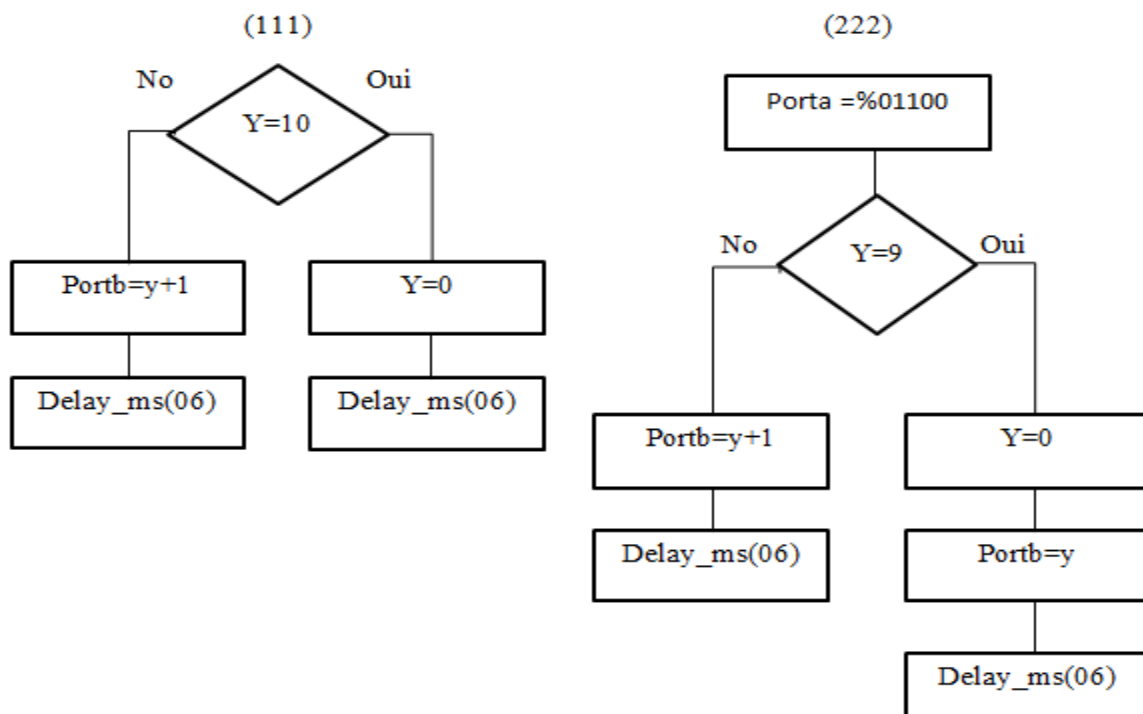 (111)
No
Oui
Y=10
Portb=y+1
Y=0
Delay_ms(06)
Delay_ms(06)
(222)
Porta =%01100
No
Y=9
Oui
Portb=y+1
Y=0
Delay_ms(06)
Portb=y
Delay_ms(06)